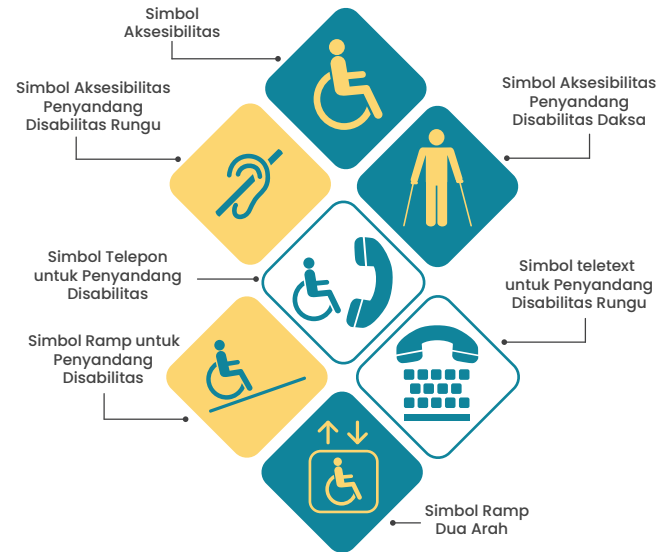 Simbol
Aksesibilitas
Simbol Aksesibilitas
Penyandang
Disabilitas Rungu
Simbol Aksesibilitas
Penyandang
Disabilitas Daksa
Simbol Telepon
untuk Penyandang
Disabilitas
Simbol teletext
untuk Penyandang
Disabilitas Rungu
Simbol Ramp untuk
Penyandang
Disabilitas
Simbol Ramp
Dua Arah